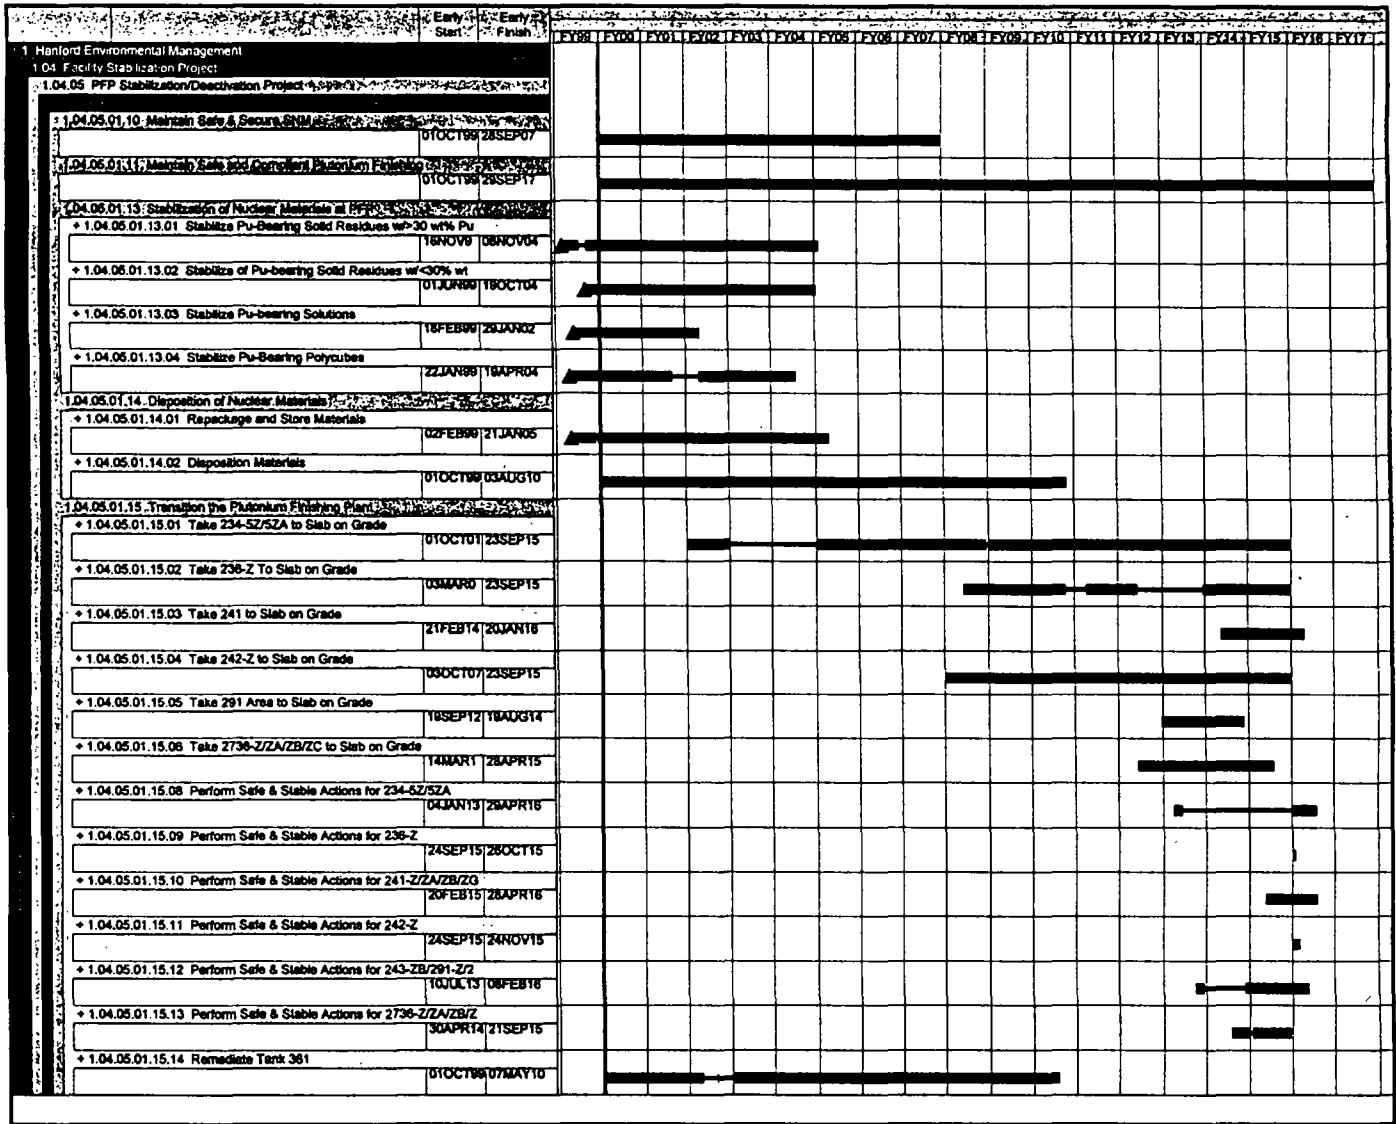 Early Early
Start Finish
FY99 FY00 FY01 FY02 FY03 FY04 FY05 FY06 FY07 FY08 FY09 FY10 FY11 FY12 FY13 FY14 FY15 FY16 FY17
1 Hanford Environmental Management
1.04 Facility Stabilization Project
1.04.05 PFP Stabilization/Deactivation Project
1.04.05.01.10 Maintain Safe & Secure SNM
01OCT99 28SEP07
1.04.05.01.11 Maintain Safe and Compliant Plutonium Finishing
01OCT99 29SEP17
1.04.05.01.13 Stabilization of Nuclear Materials at PFP
+ 1.04.05.01.13.01 Stabilize Pu-Bearing Solid Residues w/>30 wt% Pu
16NOV9 08NOV04
+ 1.04.05.01.13.02 Stabilize of Pu-bearing Solid Residues w/<30% wt
01JUN99 19OCT04
+ 1.04.05.01.13.03 Stabilize Pu-bearing Solutions
18FEB99 29JAN02
+ 1.04.05.01.13.04 Stabilize Pu-Bearing Polycubes
22JAN99 19APR04
1.04.05.01.14 Disposition of Nuclear Materials
+ 1.04.05.01.14.01 Repackage and Store Materials
02FEB99 21JAN05
+ 1.04.05.01.14.02 Disposition Materials
01OCT99 03AUG10
1.04.05.01.15 Transition the Plutonium Finishing Plant
+ 1.04.05.01.15.01 Take 234-5Z/5ZA to Slab on Grade
01OCT01 23SEP15
+ 1.04.05.01.15.02 Take 236-Z To Slab on Grade
03MAR0 23SEP15
+ 1.04.05.01.15.03 Take 241 to Slab on Grade
21FEB14 20JAN16
+ 1.04.05.01.15.04 Take 242-Z to Slab on Grade
03OCT07 23SEP15
+ 1.04.05.01.15.05 Take 291 Area to Slab on Grade
19SEP12 19AUG14
+ 1.04.05.01.15.06 Take 2736-Z/ZA/ZB/ZC to Slab on Grade
14MAR1 28APR15
+ 1.04.05.01.15.08 Perform Safe & Stable Actions for 234-5Z/5ZA
04JAN13 29APR16
+ 1.04.05.01.15.09 Perform Safe & Stable Actions for 236-Z
24SEP15 26OCT15
+ 1.04.05.01.15.10 Perform Safe & Stable Actions for 241-Z/ZA/ZB/ZG
20FEB15 28APR16
+ 1.04.05.01.15.11 Perform Safe & Stable Actions for 242-Z
24SEP15 24NOV15
+ 1.04.05.01.15.12 Perform Safe & Stable Actions for 243-ZB/291-Z/2
10JUL13 08FEB16
+ 1.04.05.01.15.13 Perform Safe & Stable Actions for 2736-Z/ZA/ZB/Z
30APR14 21SEP15
+ 1.04.05.01.15.14 Remediate Tank 361
01OCT99 07MAY10